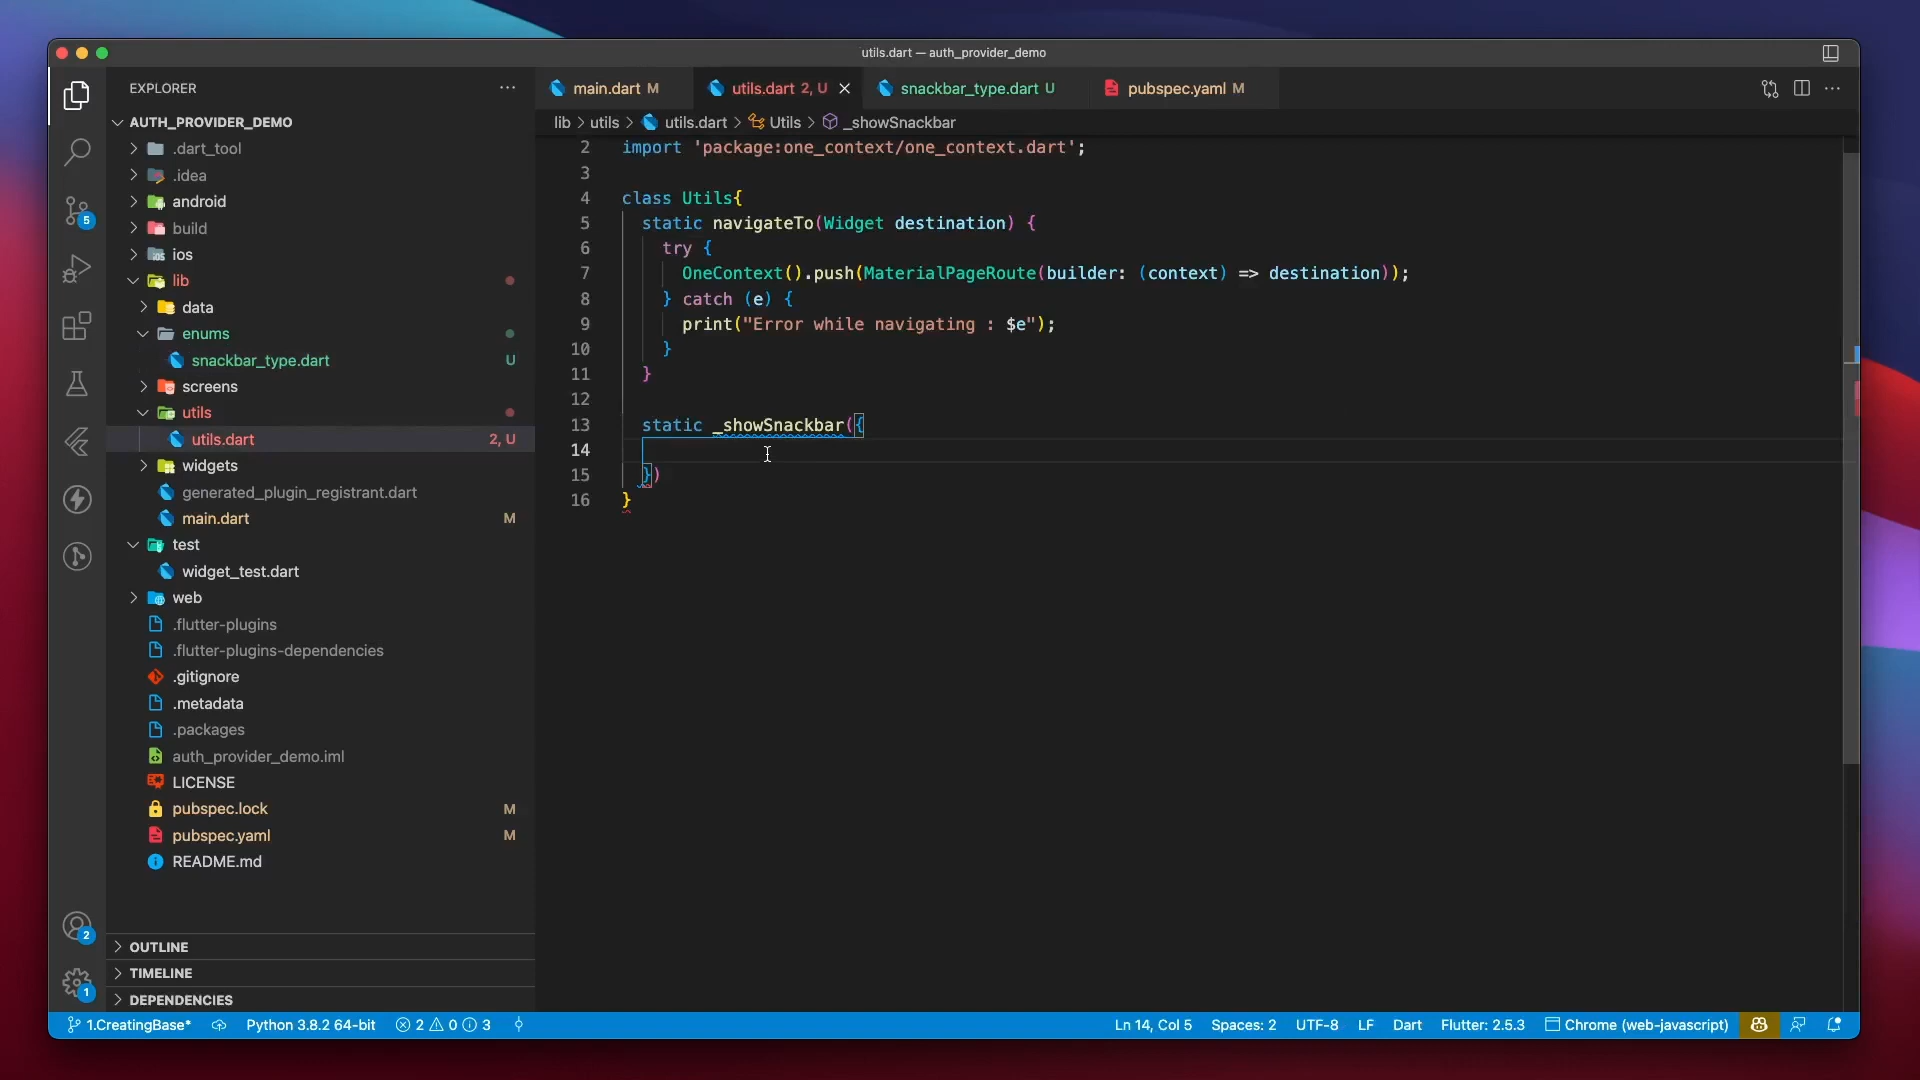 utils.dart — auth_provider_demo
EXPLORER
AUTH_PROVIDER_DEMO
.dart_tool
.idea
android
build
ios
lib
data
enums
snackbar_type.dart U
screens
utils
utils.dart 2, U
widgets
generated_plugin_registrant.dart
main.dart M
test
widget_test.dart
web
.flutter-plugins
.flutter-plugins-dependencies
.gitignore
.metadata
.packages
auth_provider_demo.iml
LICENSE
pubspec.lock M
pubspec.yaml M
README.md
OUTLINE
TIMELINE
DEPENDENCIES
5
2
1
main.dart M
utils.dart 2, U
snackbar_type.dart U
pubspec.yaml M
lib > utils > utils.dart > Utils > _showSnackbar
2 import 'package:one_context/one_context.dart';
3
4 class Utils{
5 static navigateTo(Widget destination) {
6 try {
7 OneContext().push(MaterialPageRoute(builder: (context) => destination));
8 } catch (e) {
9 print("Error while navigating : $e");
10 }
11 }
12
13 static _showSnackbar({
14
15 })
16 }
1.CreatingBase* Python 3.8.2 64-bit 2 0 3 Ln 14, Col 5 Spaces: 2 UTF-8 LF Dart Flutter: 2.5.3 Chrome (web-javascript)